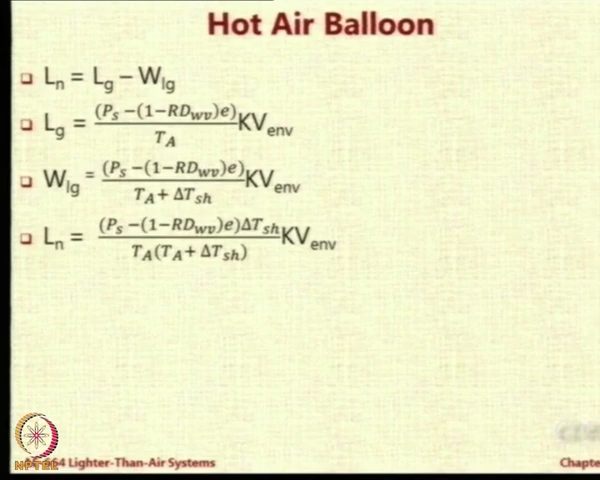 Hot Air Balloon
Lₙ = L_g – W_lg
L_g = (P_s −(1−RD_wv)e)/T_A KV_env
W_lg = (P_s −(1−RD_wv)e)/(T_A+ ΔT_sh) KV_env
Lₙ = (P_s −(1−RD_wv)e)ΔT_sh/(T_A(T_A+ ΔT_sh)) KV_env
NPTEL
64 Lighter-Than-Air Systems
Chapte